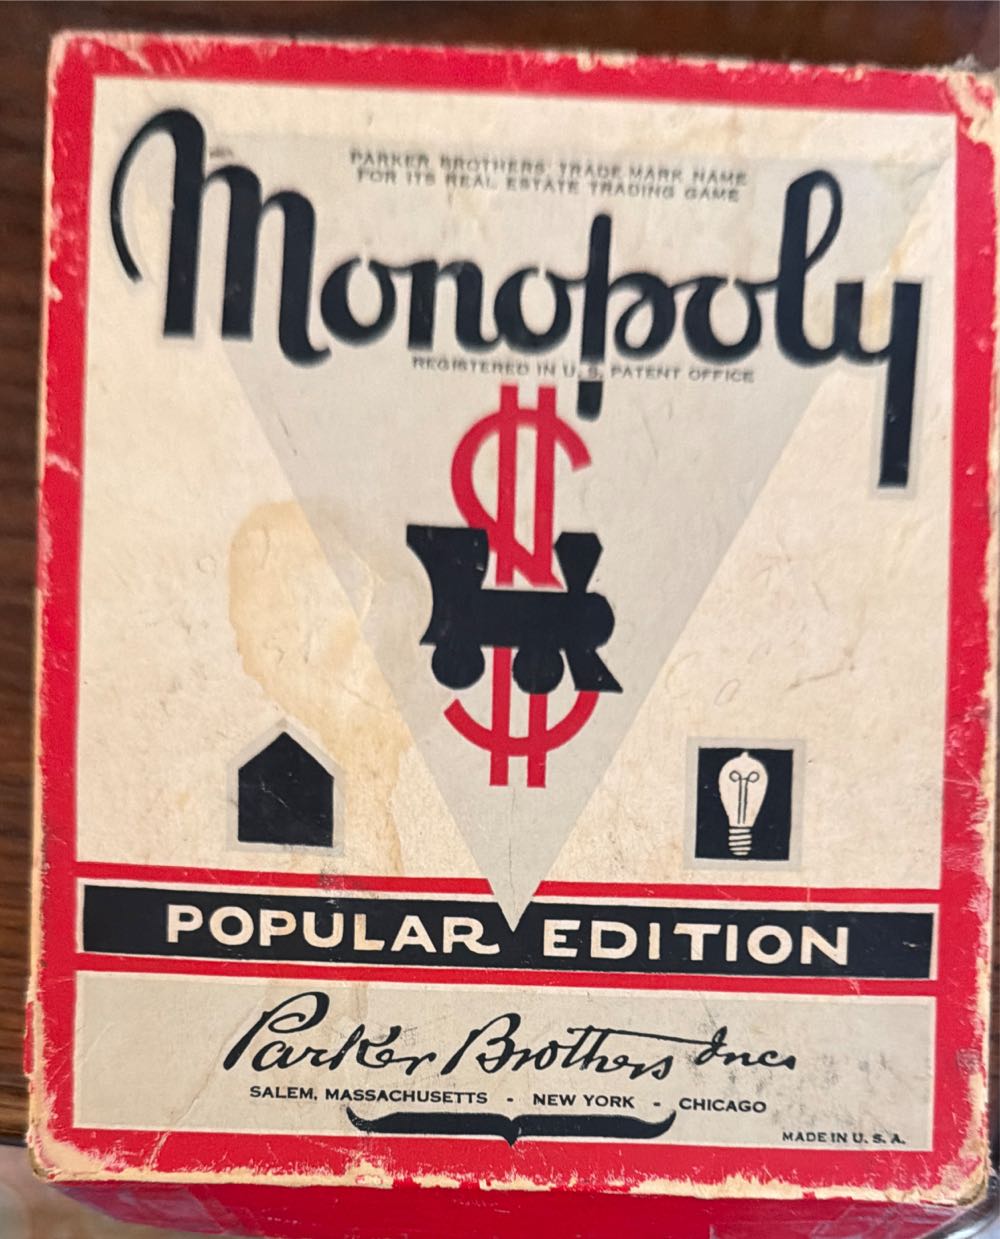 PARKER BROTHERS' TRADE MARK NAME
FOR ITS REAL ESTATE TRADING GAME
Monopoly
REGISTERED IN U. S. PATENT OFFICE
$
POPULAR EDITION
Parker Brothers Inc.
SALEM, MASSACHUSETTS - NEW YORK - CHICAGO
MADE IN U. S. A.